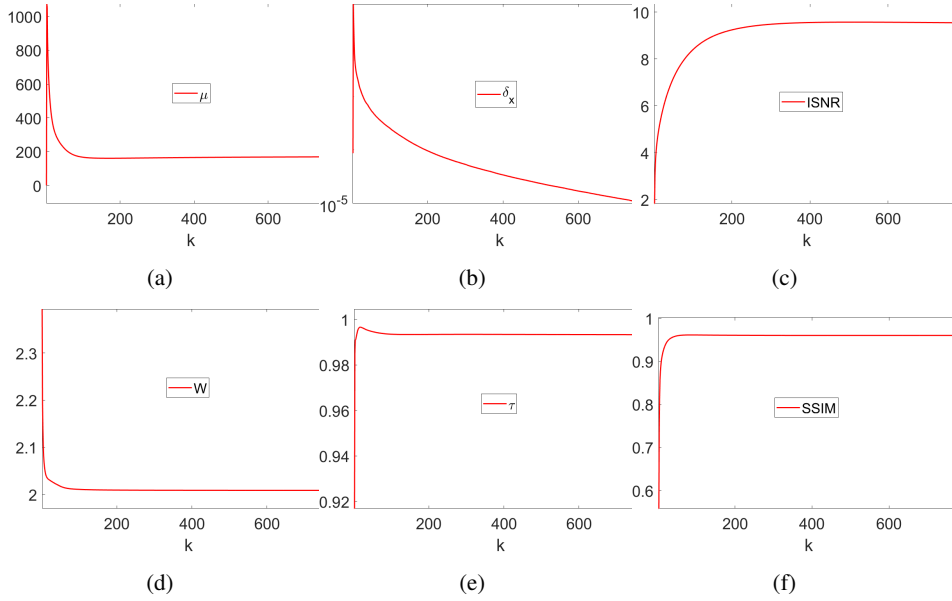 1000
800
600
400
200
0
μ
200 400 600
k
(a)
10^-5
δ_x
200 400 600
k
(b)
10
8
6
4
2
ISNR
200 400 600
k
(c)
2.3
2.2
2.1
2
W
200 400 600
k
(d)
1
0.98
0.96
0.94
0.92
τ
200 400 600
k
(e)
1
0.9
0.8
0.7
0.6
SSIM
200 400 600
k
(f)